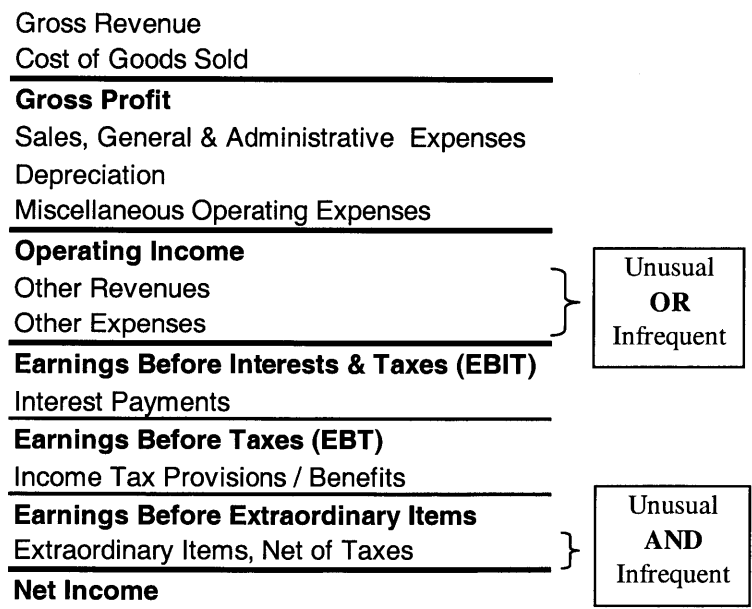 Gross Revenue
Cost of Goods Sold
Gross Profit
Sales, General & Administrative Expenses
Depreciation
Miscellaneous Operating Expenses
Operating Income
Other Revenues
Other Expenses
Unusual
OR
Infrequent
Earnings Before Interests & Taxes (EBIT)
Interest Payments
Earnings Before Taxes (EBT)
Income Tax Provisions / Benefits
Earnings Before Extraordinary Items
Extraordinary Items, Net of Taxes
Unusual
AND
Infrequent
Net Income